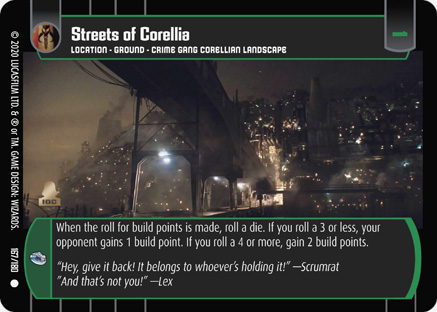 Streets of Corellia
LOCATION - GROUND - CRIME GANG CORELLIAN LANDSCAPE
When the roll for build points is made, roll a die. If you roll a 3 or less, your
opponent gains 1 build point. If you roll a 4 or more, gain 2 build points.
"Hey, give it back! It belongs to whoever's holding it!" —Scrumrat
"And that's not you!" —Lex
© 2020 LUCASFILM LTD. & ® OR TM. GAME DESIGN: WIZARDS.
167/180